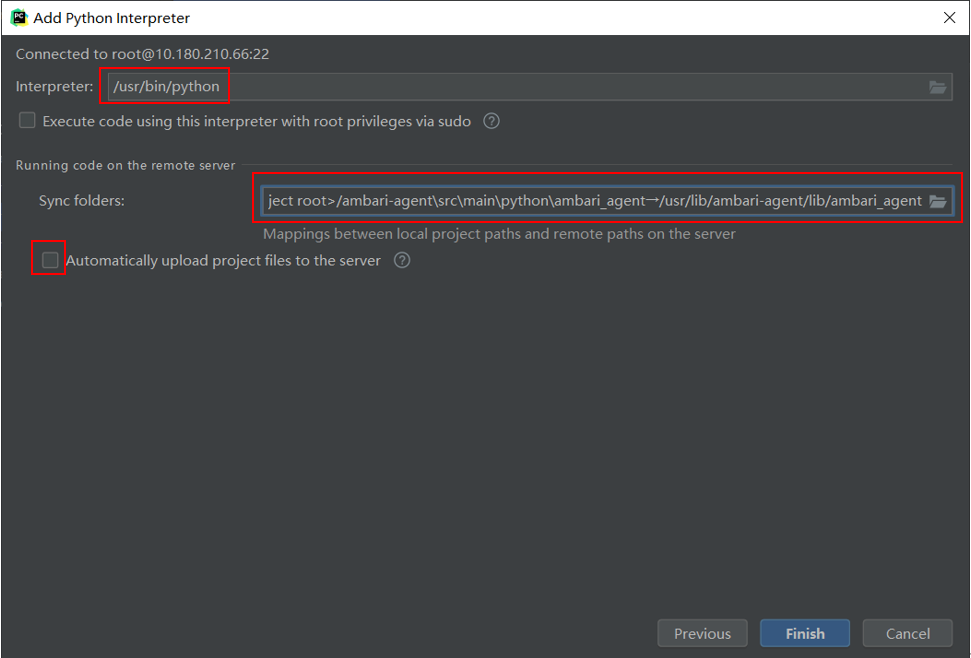 PC Add Python Interpreter
Connected to root@10.180.210.66:22
Interpreter: /usr/bin/python
Execute code using this interpreter with root privileges via sudo ?
Running code on the remote server
Sync folders: ject root>/ambari-agent\src\main\python\ambari_agent→/usr/lib/ambari-agent/lib/ambari_agent
Mappings between local project paths and remote paths on the server
Automatically upload project files to the server ?
Previous Finish Cancel